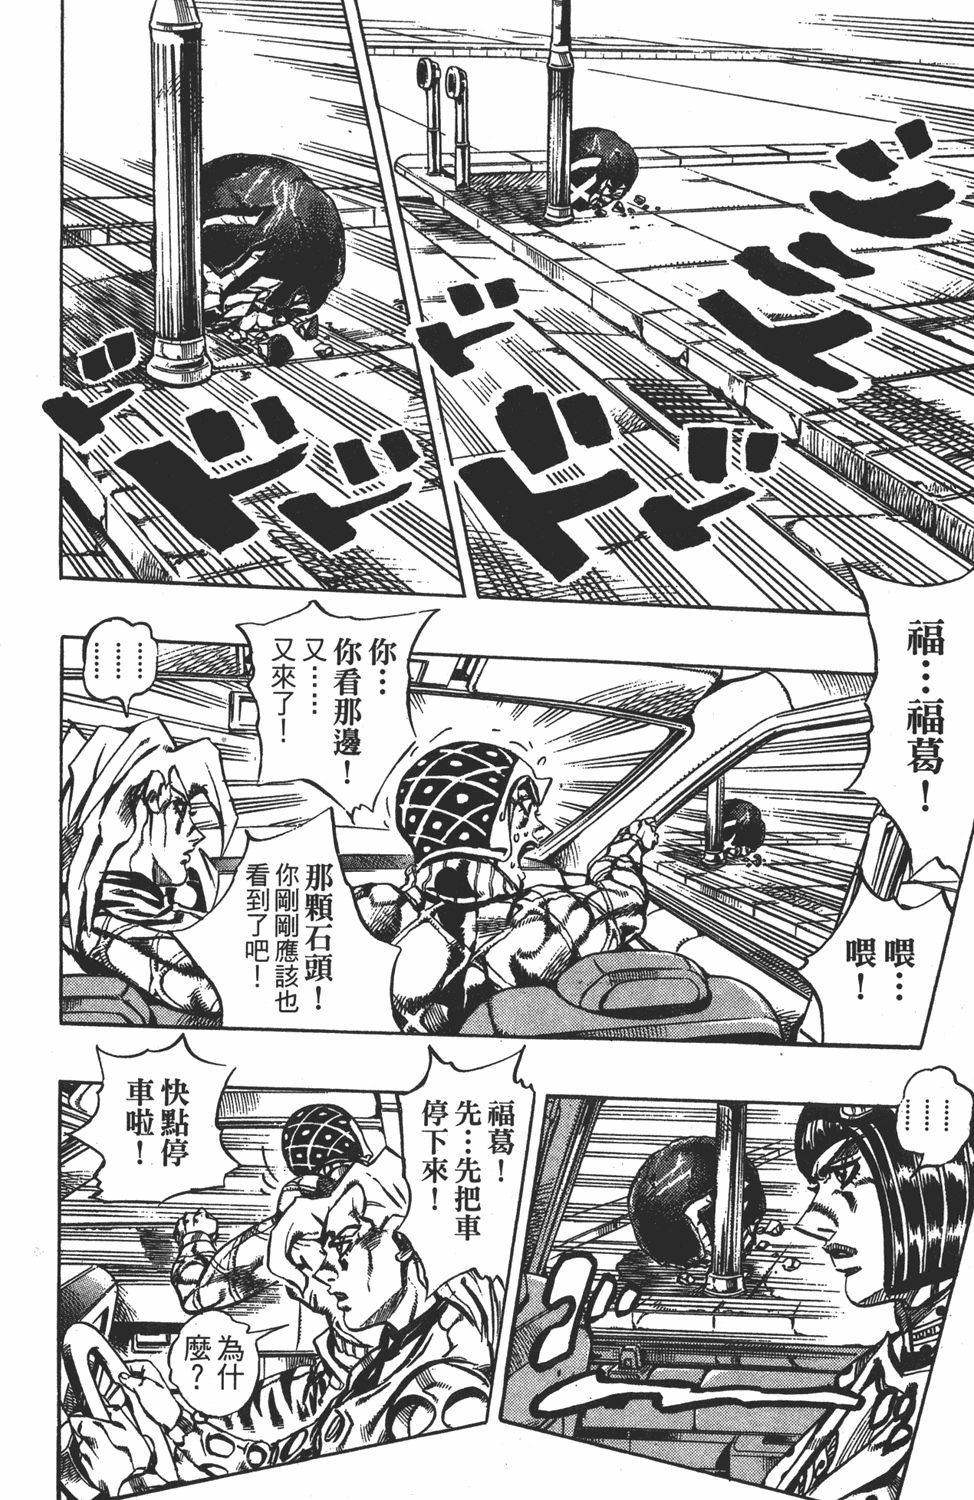 ドドドド
ドドド
福…福葛！
喂…
喂！
你…
你看那邊！
又……
又來了！
………
那顆石頭！
你剛剛應該也
看到了吧！
………
福葛！
先…先把車
停下來！
快點停
車啦！
為什
麼？